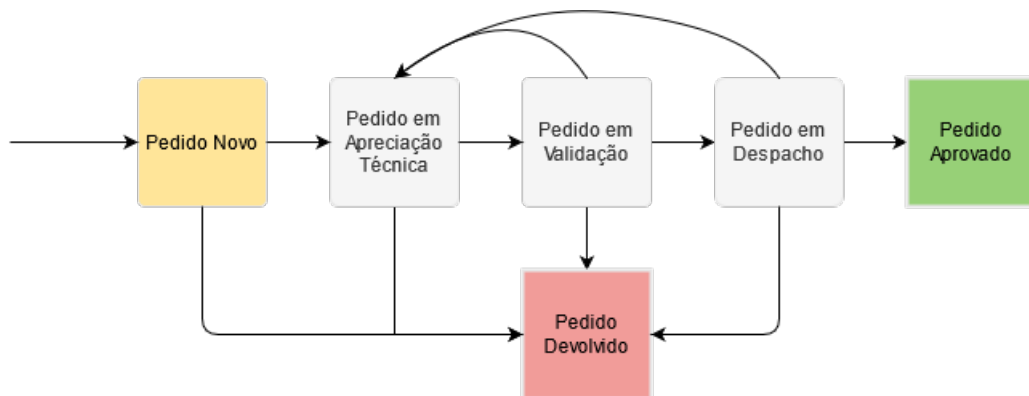 Pedido Novo
Pedido em
Apreciação
Técnica
Pedido em
Validação
Pedido em
Despacho
Pedido
Aprovado
Pedido
Devolvido